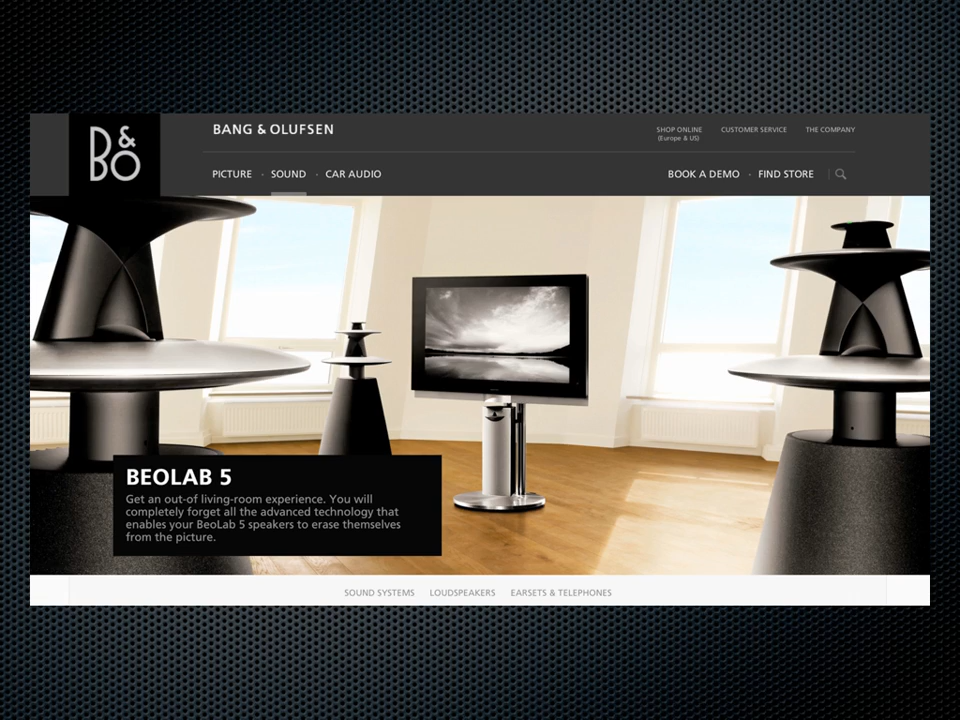 B&O
BANG & OLUFSEN
SHOP ONLINE
(Europe & US)
CUSTOMER SERVICE
THE COMPANY
PICTURE · SOUND · CAR AUDIO
BOOK A DEMO · FIND STORE
BEOLAB 5
Get an out-of living-room experience. You will
completely forget all the advanced technology that
enables your BeoLab 5 speakers to erase themselves
from the picture.
SOUND SYSTEMS LOUDSPEAKERS EARSETS & TELEPHONES